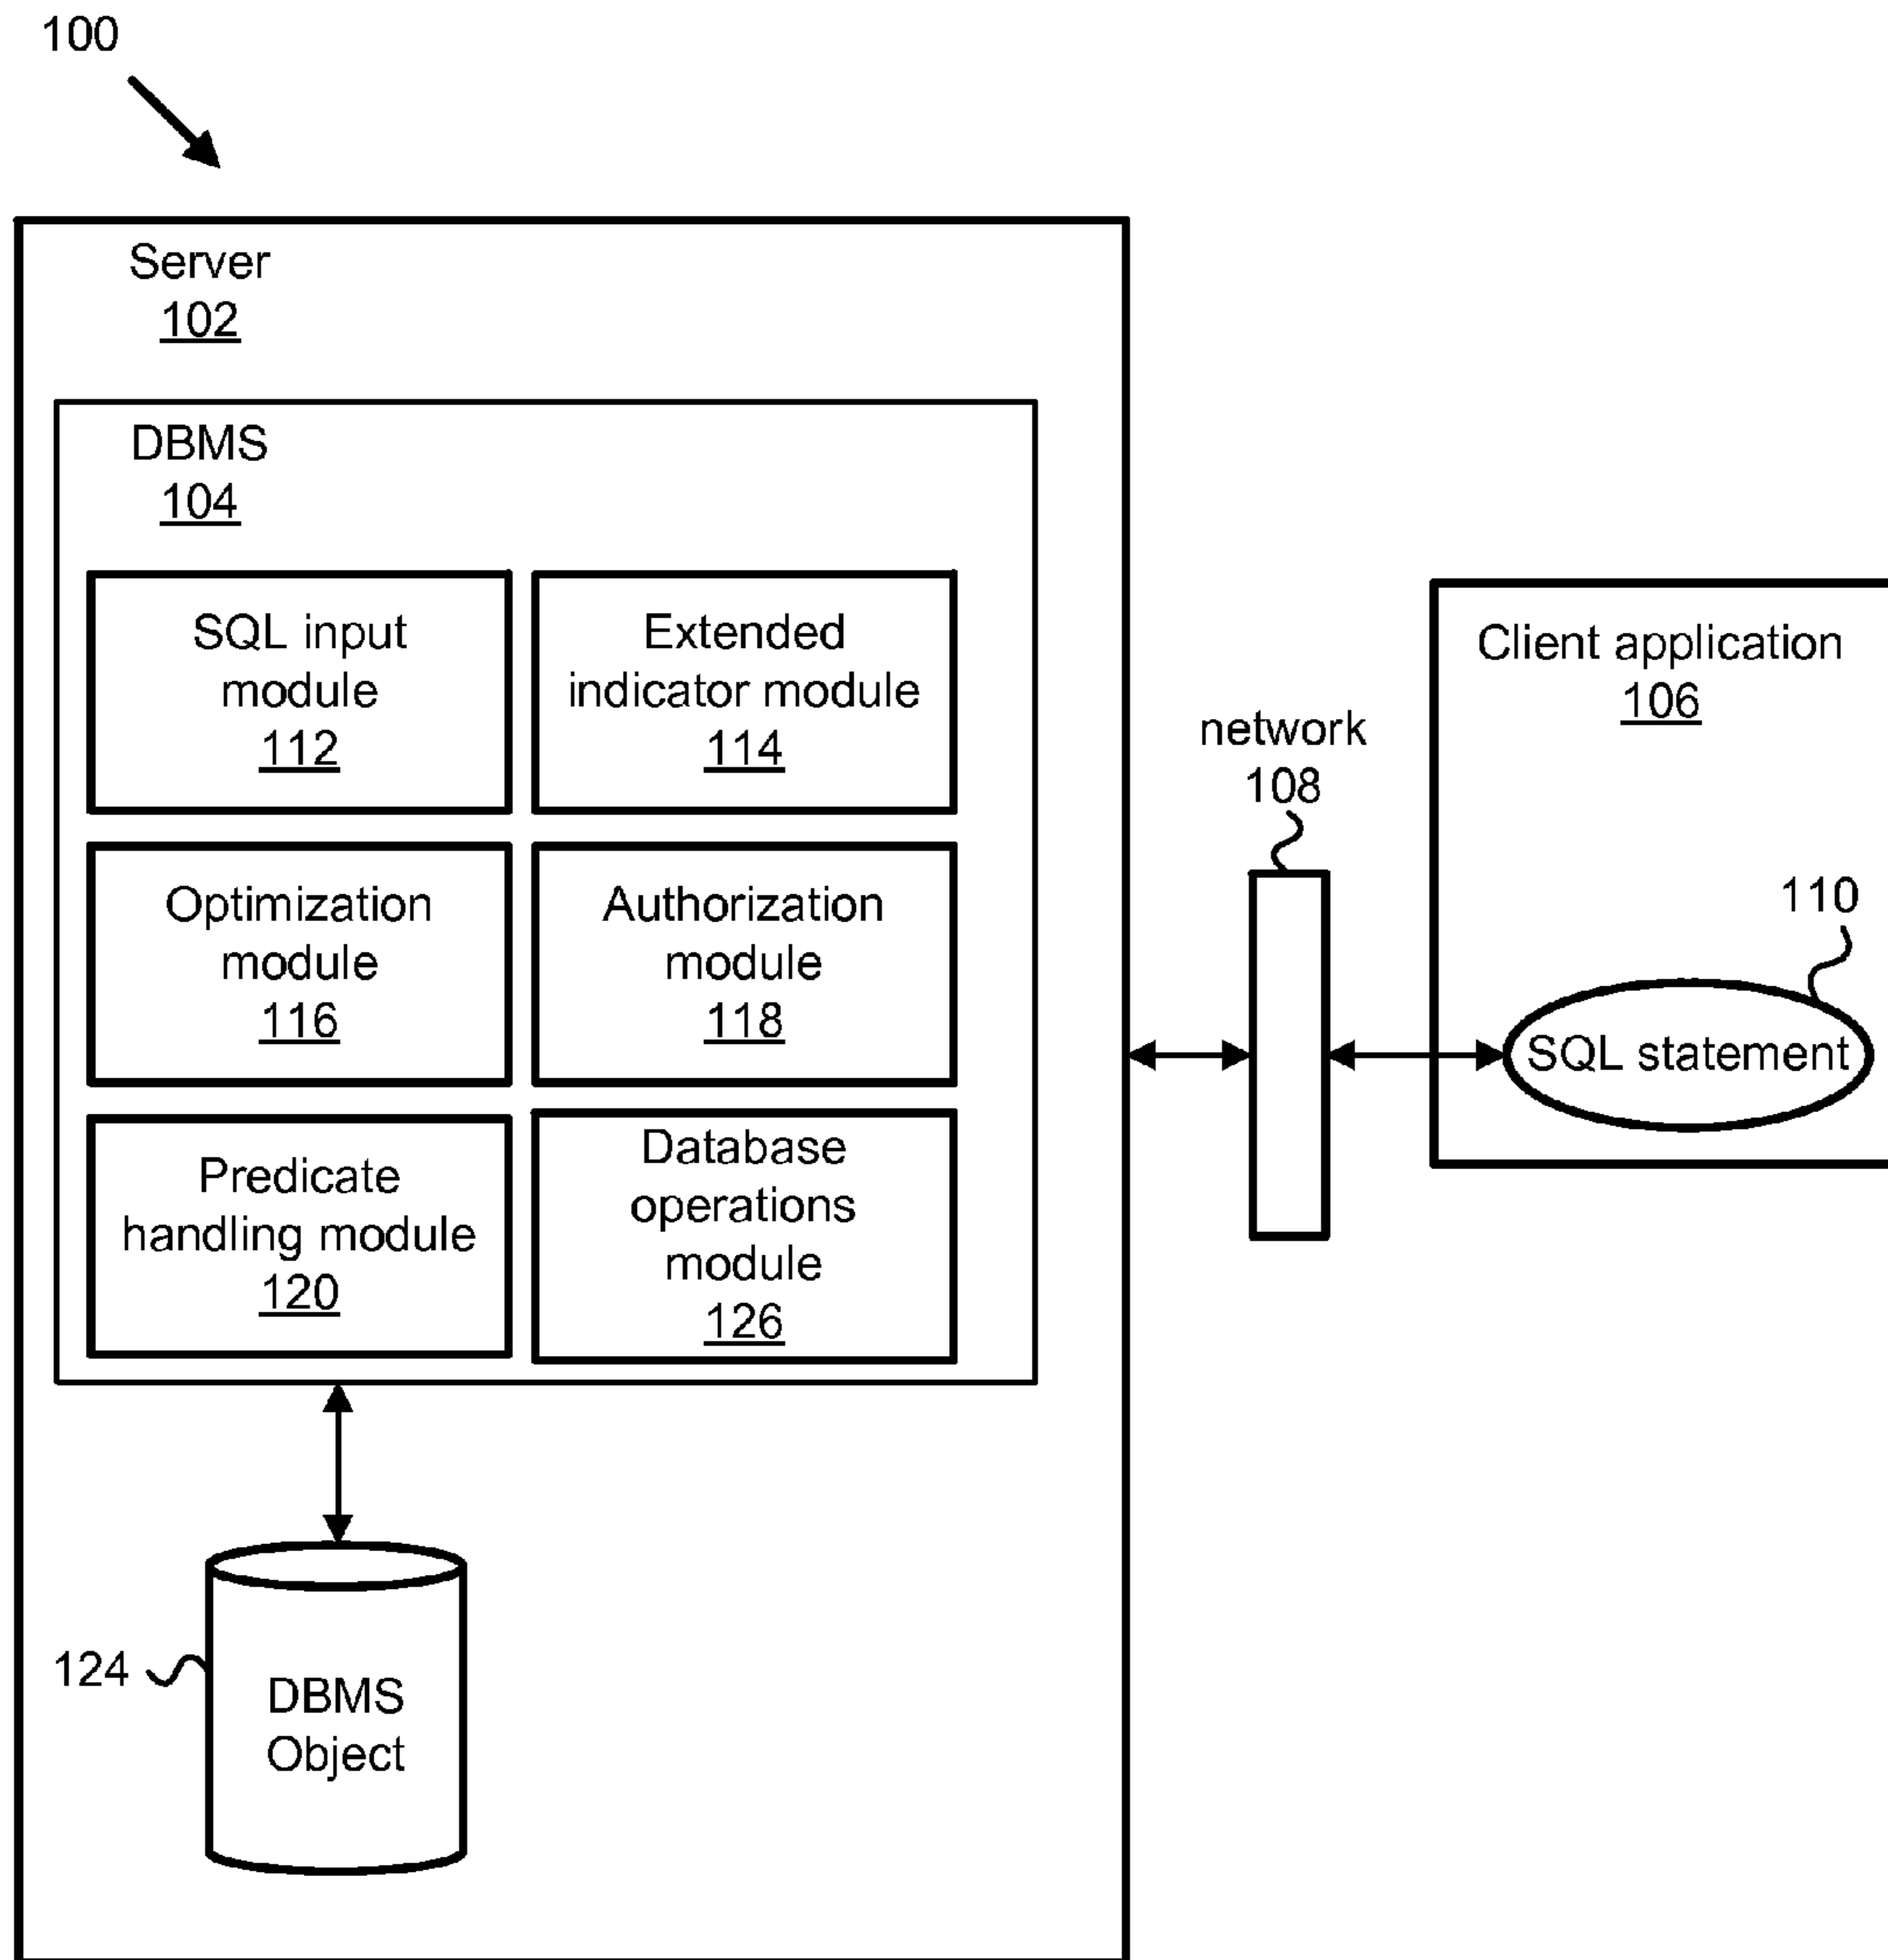 100
Server
102
DBMS
104
SQL input
module
112
Extended
indicator module
114
Optimization
module
116
Authorization
module
118
Predicate
handling module
120
Database
operations
module
126
124
DBMS
Object
network
108
Client application
106
110
SQL statement